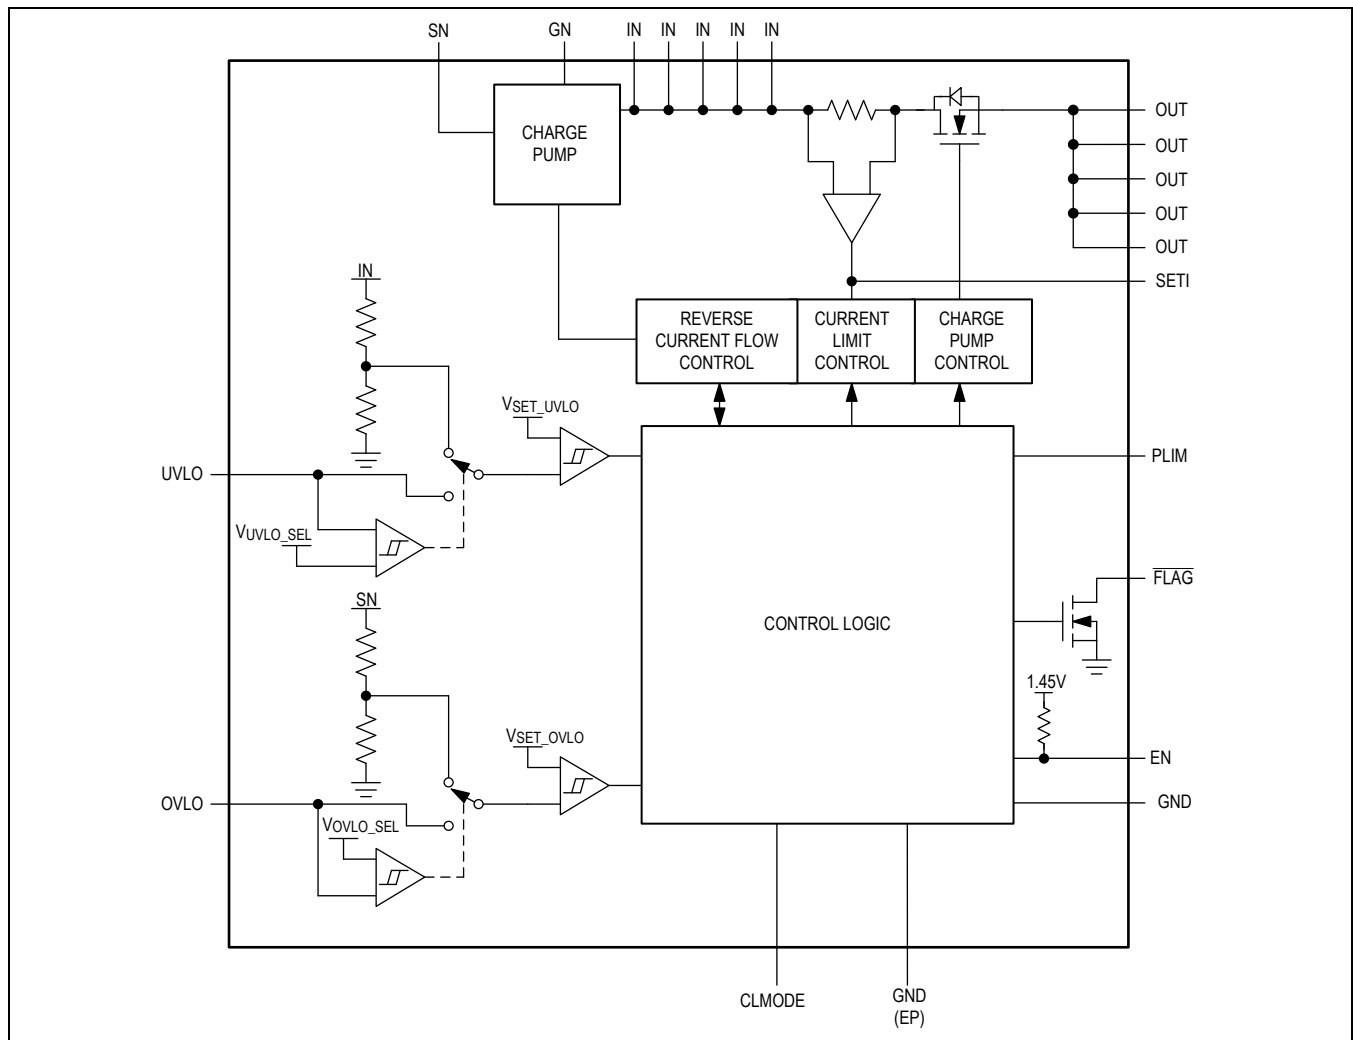 SN
GN
IN
IN
IN
IN
IN
CHARGE
PUMP
OUT
OUT
OUT
OUT
OUT
SETI
IN
REVERSE
CURRENT FLOW
CONTROL
CURRENT
LIMIT
CONTROL
CHARGE
PUMP
CONTROL
VSET_UVLO
UVLO
PLIM
VUVLO_SEL
FLAG
SN
CONTROL LOGIC
1.45V
VSET_OVLO
EN
OVLO
GND
VOVLO_SEL
CLMODE
GND
(EP)